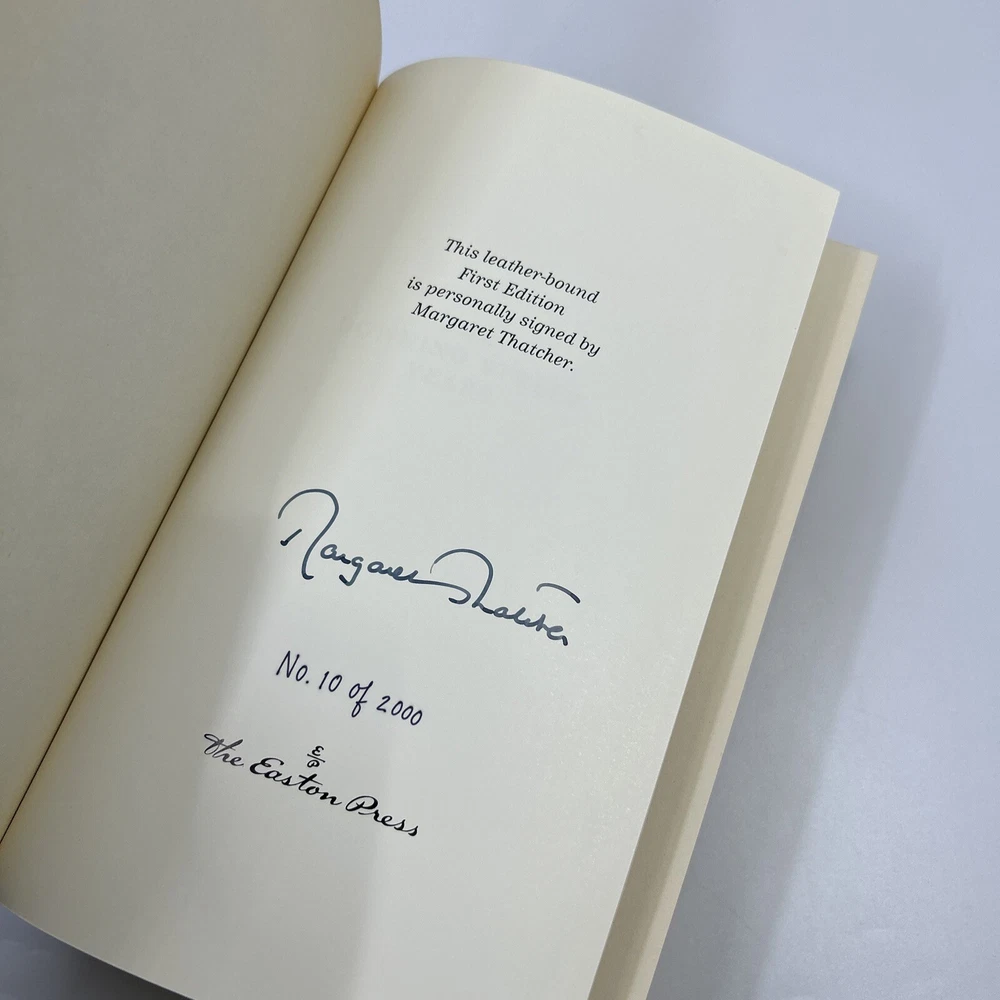 This leather-bound
First Edition
is personally signed by
Margaret Thatcher.
Margaret Thatcher
No. 10 of 2000
E
P
The Easton Press